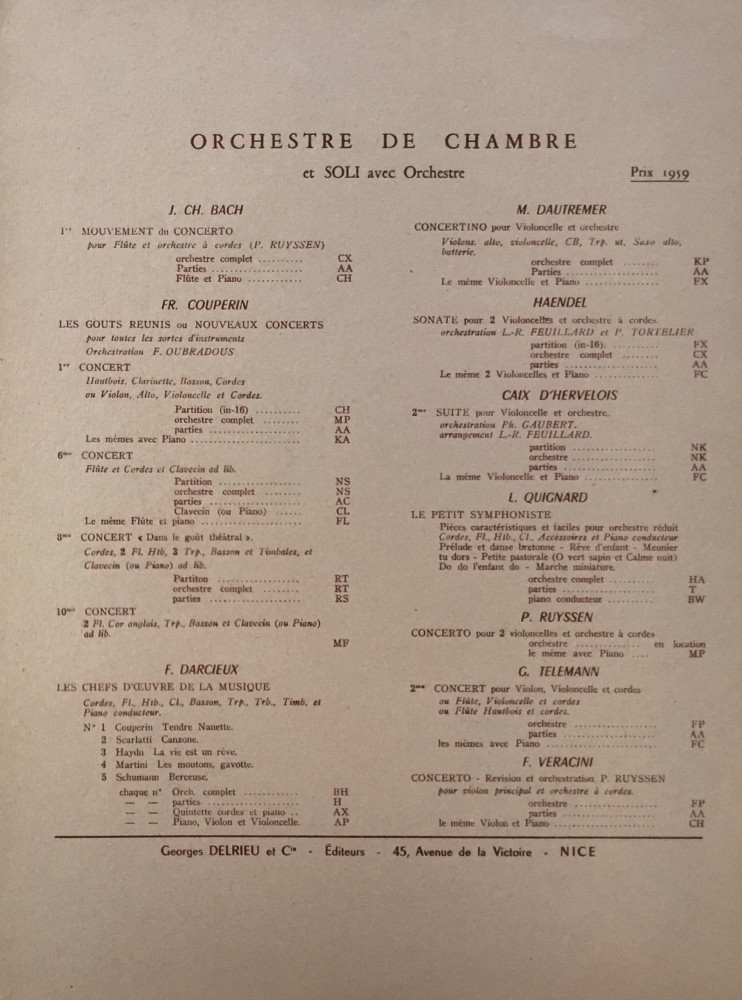 ORCHESTRE DE CHAMBRE
et SOLI avec Orchestre
Prix 1959
J. CH. BACH
1er MOUVEMENT du CONCERTO
pour Flûte et orchestre à cordes (P. RUYSSEN)
orchestre complet .......... CX
Parties .................... AA
Flûte et Piano ............ CH
FR. COUPERIN
LES GOUTS REUNIS ou NOUVEAUX CONCERTS
pour toutes les sortes d'instruments
Orchestration F. OUBRADOUS
1er CONCERT
Hautbois, Clarinette, Basson, Cordes
ou Violon, Alto, Violoncelle et Cordes.
Partition (in-16) .......... CH
orchestre complet ........ MP
parties .................... AA
Les mêmes avec Piano ........................ KA
6me CONCERT
Flûte et Cordes et Clavecin ad lib.
Partition .................. NS
orchestre complet ........ NS
parties .................... AC
Clavecin (ou Piano) ...... CL
Le même Flûte et piano ...................... FL
8me CONCERT « Dans le goût théâtral ».
Cordes, 2 Fl. Htb, 3 Trp., Basson et Timbales, et
Clavecin (ou Piano) ad lib.
Partiton .................. RT
orchestre complet ........ RT
parties .................... RS
10me CONCERT
2 Fl. Cor anglais, Trp., Basson et Clavecin (ou Piano)
ad lib.
MF
F. DARCIEUX
LES CHEFS D'ŒUVRE DE LA MUSIQUE
Cordes, Fl., Htb., Cl., Basson, Trp., Trb., Timb. et
Piano conducteur.
N° 1 Couperin Tendre Nanette.
2 Scarlatti Canzone.
3 Haydn La vie est un rêve.
4 Martini Les moutons, gavotte.
5 Schumann Berceuse.
chaque n° Orch. complet ............ BH
— — parties .................... H
— — Quintette cordes et piano .. AX
— — Piano, Violon et Violoncelle. AP
M. DAUTREMER
CONCERTINO pour Violoncelle et orchestre
Violons, alto, violoncelle, CB, Trp. ut, Saxo alto,
batterie.
orchestre complet ........ KP
Parties .................... AA
Le même Violoncelle et Piano ................ FX
HAENDEL
SONATE pour 2 Violoncelles et orchestre à cordes
orchestration L.-R. FEUILLARD et P. TORTELIER
partition (in-16). .......... FX
orchestre complet ........ CX
parties .................... AA
Le même 2 Violoncelles et Piano ............ FC
CAIX D'HERVELOIS
2me SUITE pour Violoncelle et orchestre.
orchestration Ph. GAUBERT.
arrangement L.-R. FEUILLARD.
partition .................. NK
orchestre .................. NK
parties .................... AA
La même Violoncelle et Piano ................ FC
L. QUIGNARD
LE PETIT SYMPHONISTE
Pièces caractéristiques et faciles pour orchestre réduit
Cordes, Fl., Htb., Cl., Accessoires et Piano conducteur
Prélude et danse bretonne - Rêve d'enfant - Meunier
tu dors - Petite pastorale (O vert sapin et Calme nuit)
Do do l'enfant do - Marche miniature.
orchestre complet .......... HA
parties .................... T
piano conducteur .......... BW
P. RUYSSEN
CONCERTO pour 2 violoncelles et orchestre à cordes
orchestre .............. en location
le même avec Piano .... MP
G. TELEMANN
2me CONCERT pour Violon, Violoncelle et cordes
ou Flûte, Violoncelle et cordes
ou Flûte Hautbois et cordes.
orchestre .................. FP
parties .................... AA
les mêmes avec Piano ........................ FC
F. VERACINI
CONCERTO - Revision et orchestration P. RUYSSEN
pour violon principal et orchestre à cordes.
orchestre .................. FP
parties .................... AA
le même Violon et Piano ...................... CH
Georges DELRIEU et Cie - Éditeurs - 45, Avenue de la Victoire - NICE